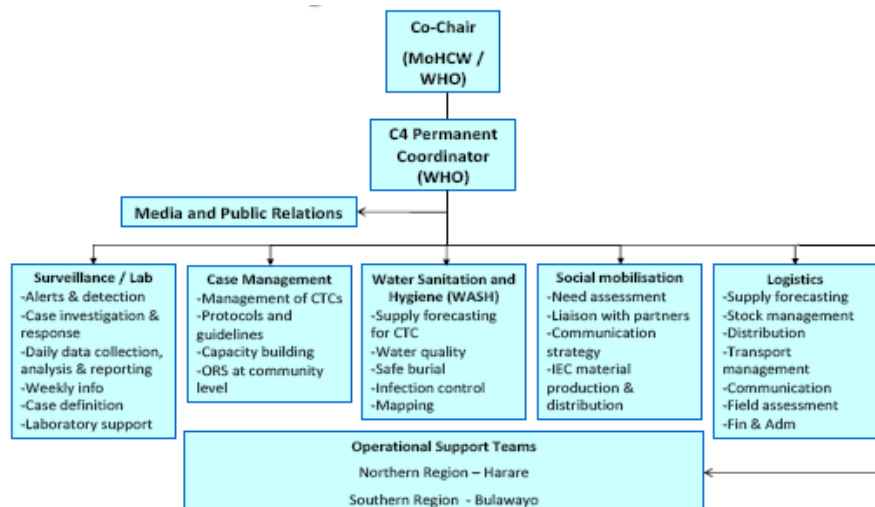 Co-Chair
(MoHCW /
WHO)
C4 Permanent
Coordinator
(WHO)
Media and Public Relations
Surveillance / Lab
-Alerts & detection
-Case investigation &
response
-Daily data collection,
analysis & reporting
-Weekly info
-Case definition
-Laboratory support
Case Management
-Management of CTCs
-Protocols and
guidelines
-Capacity building
-ORS at community
level
Water Sanitation and
Hygiene (WASH)
-Supply forecasting
for CTC
-Water quality
-Safe burial
-Infection control
-Mapping
Social mobilisation
-Need assessment
-Liaison with partners
-Communication
strategy
-IEC material
production &
distribution
Logistics
-Supply forecasting
-Stock management
-Distribution
-Transport
management
-Communication
-Field assessment
-Fin & Adm
Operational Support Teams
Northern Region – Harare
Southern Region - Bulawayo